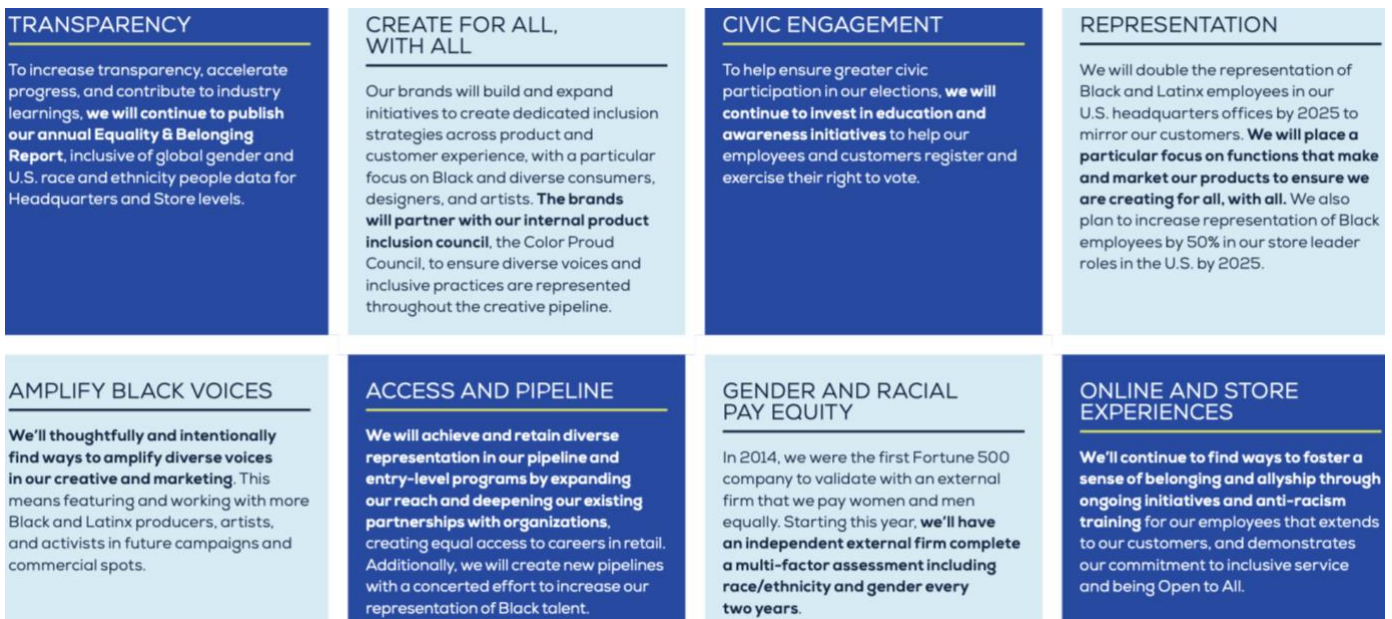 TRANSPARENCY
To increase transparency, accelerate
progress, and contribute to industry
learnings, we will continue to publish
our annual Equality & Belonging
Report, inclusive of global gender and
U.S. race and ethnicity people data for
Headquarters and Store levels.
CREATE FOR ALL,
WITH ALL
Our brands will build and expand
initiatives to create dedicated inclusion
strategies across product and
customer experience, with a particular
focus on Black and diverse consumers,
designers, and artists. The brands
will partner with our internal product
inclusion council, the Color Proud
Council, to ensure diverse voices and
inclusive practices are represented
throughout the creative pipeline.
CIVIC ENGAGEMENT
To help ensure greater civic
participation in our elections, we will
continue to invest in education and
awareness initiatives to help our
employees and customers register and
exercise their right to vote.
REPRESENTATION
We will double the representation of
Black and Latinx employees in our
U.S. headquarters offices by 2025 to
mirror our customers. We will place a
particular focus on functions that make
and market our products to ensure we
are creating for all, with all. We also
plan to increase representation of Black
employees by 50% in our store leader
roles in the U.S. by 2025.
AMPLIFY BLACK VOICES
We'll thoughtfully and intentionally
find ways to amplify diverse voices
in our creative and marketing. This
means featuring and working with more
Black and Latinx producers, artists,
and activists in future campaigns and
commercial spots.
ACCESS AND PIPELINE
We will achieve and retain diverse
representation in our pipeline and
entry-level programs by expanding
our reach and deepening our existing
partnerships with organizations,
creating equal access to careers in retail.
Additionally, we will create new pipelines
with a concerted effort to increase our
representation of Black talent.
GENDER AND RACIAL
PAY EQUITY
In 2014, we were the first Fortune 500
company to validate with an external
firm that we pay women and men
equally. Starting this year, we'll have
an independent external firm complete
a multi-factor assessment including
race/ethnicity and gender every
two years.
ONLINE AND STORE
EXPERIENCES
We'll continue to find ways to foster a
sense of belonging and allyship through
ongoing initiatives and anti-racism
training for our employees that extends
to our customers, and demonstrates
our commitment to inclusive service
and being Open to All.